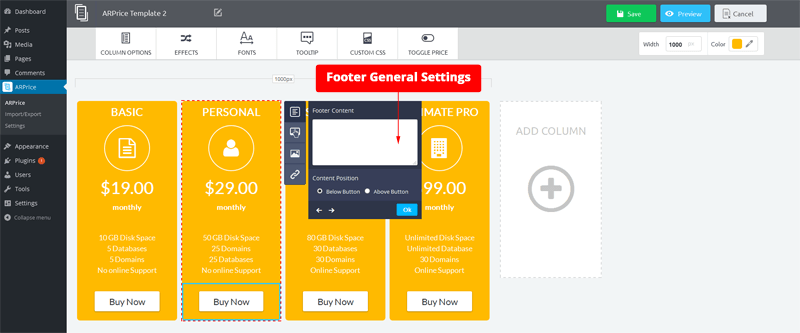 Dashboard
Posts
Media
Pages
Comments
ARPrice
ARPrice
Import/Export
Settings
Appearance
Plugins 1
Users
Tools
Settings
Collapse menu
ARPrice Template 2
Save
Preview
Cancel
COLUMN OPTIONS
EFFECTS
FONTS
TOOLTIP
CUSTOM CSS
TOGGLE PRICE
Width 1000 px
Color
1000px
Footer General Settings
BASIC
$19.00
monthly
10 GB Disk Space
5 Databases
5 Domains
No online Support
Buy Now
PERSONAL
$29.00
monthly
50 GB Disk Space
25 Domains
25 Databases
No online Support
Buy Now
Footer Content
Content Position
Below Button
Above Button
Ok
80 GB Disk Space
30 Databases
30 Domains
Online Support
Buy Now
IMATE PRO
99.00
monthly
Unlimited Disk Space
Unlimited Database
30 Domains
Online Support
Buy Now
ADD COLUMN